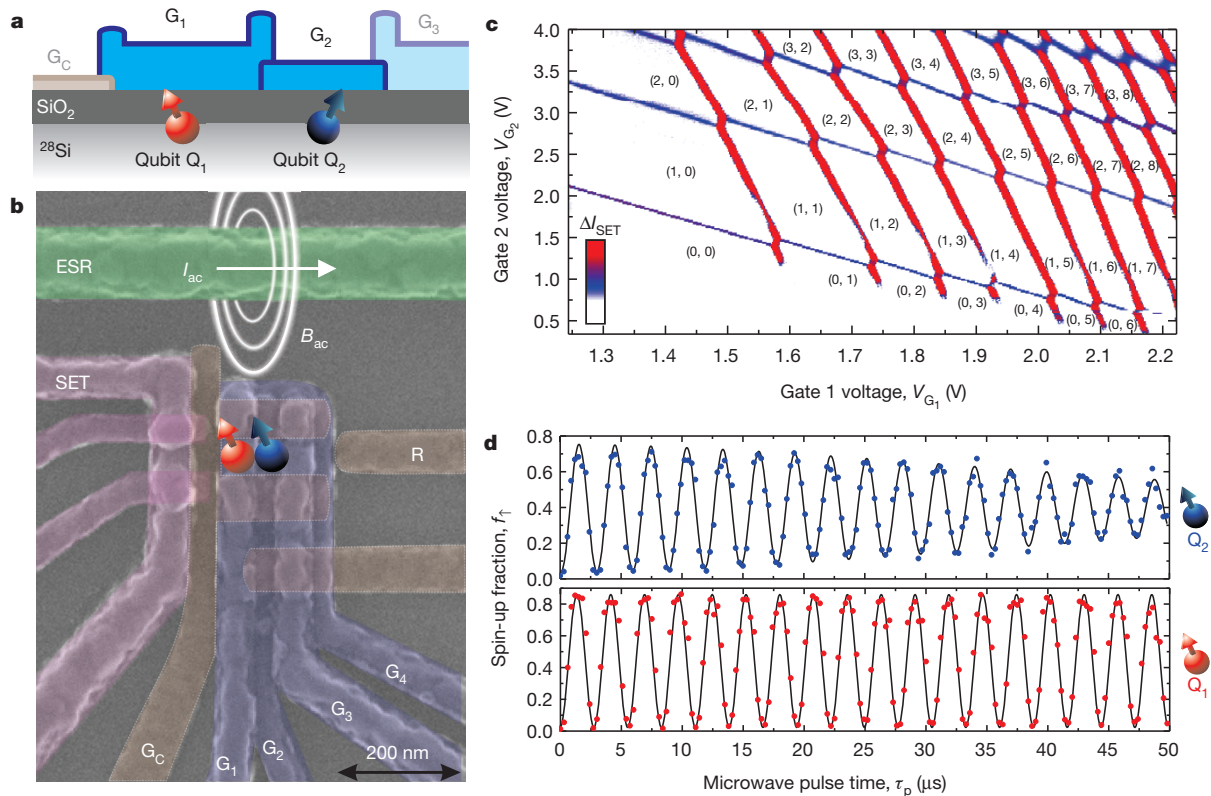 a
G₁
G₂
G₃
G_C
SiO₂
²⁸Si
Qubit Q₁
Qubit Q₂
b
ESR
I_ac
B_ac
SET
R
G₄
G₃
G_C
G₁
G₂
200 nm
c
Gate 2 voltage, V_G₂ (V)
4.0
3.5
3.0
2.5
2.0
1.5
1.0
0.5
(2, 0)
(3, 2)
(3, 3)
(3, 4)
(3, 5)
(3, 6)
(3, 7)
(3, 8)
(2, 1)
(2, 2)
(2, 3)
(2, 4)
(2, 5)
(2, 6)
(2, 7)
(2, 8)
(1, 0)
(1, 1)
(1, 2)
(1, 3)
(1, 4)
(1, 5)
(1, 6)
(1, 7)
(0, 0)
(0, 1)
(0, 2)
(0, 3)
(0, 4)
(0, 5)
(0, 6)
ΔI_SET
1.3 1.4 1.5 1.6 1.7 1.8 1.9 2.0 2.1 2.2
Gate 1 voltage, V_G₁ (V)
d
Spin-up fraction, f↑
0.8
0.6
0.4
0.2
0.0
Q₂
0.8
0.6
0.4
0.2
0.0
Q₁
0 5 10 15 20 25 30 35 40 45 50
Microwave pulse time, τ_p (μs)